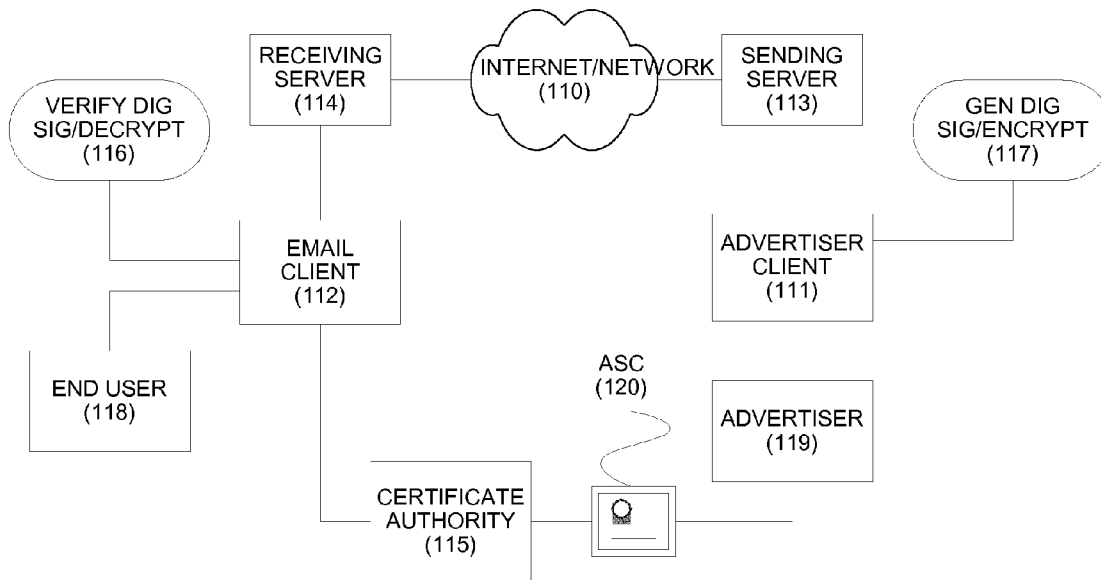 RECEIVING
SERVER
(114)
INTERNET/NETWORK
(110)
SENDING
SERVER
(113)
VERIFY DIG
SIG/DECRYPT
(116)
GEN DIG
SIG/ENCRYPT
(117)
EMAIL
CLIENT
(112)
ADVERTISER
CLIENT
(111)
END USER
(118)
ASC
(120)
ADVERTISER
(119)
CERTIFICATE
AUTHORITY
(115)